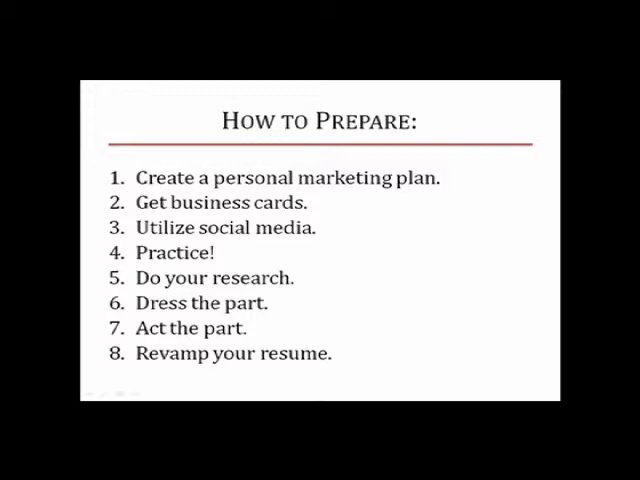 How to Prepare:
1. Create a personal marketing plan.
2. Get business cards.
3. Utilize social media.
4. Practice!
5. Do your research.
6. Dress the part.
7. Act the part.
8. Revamp your resume.